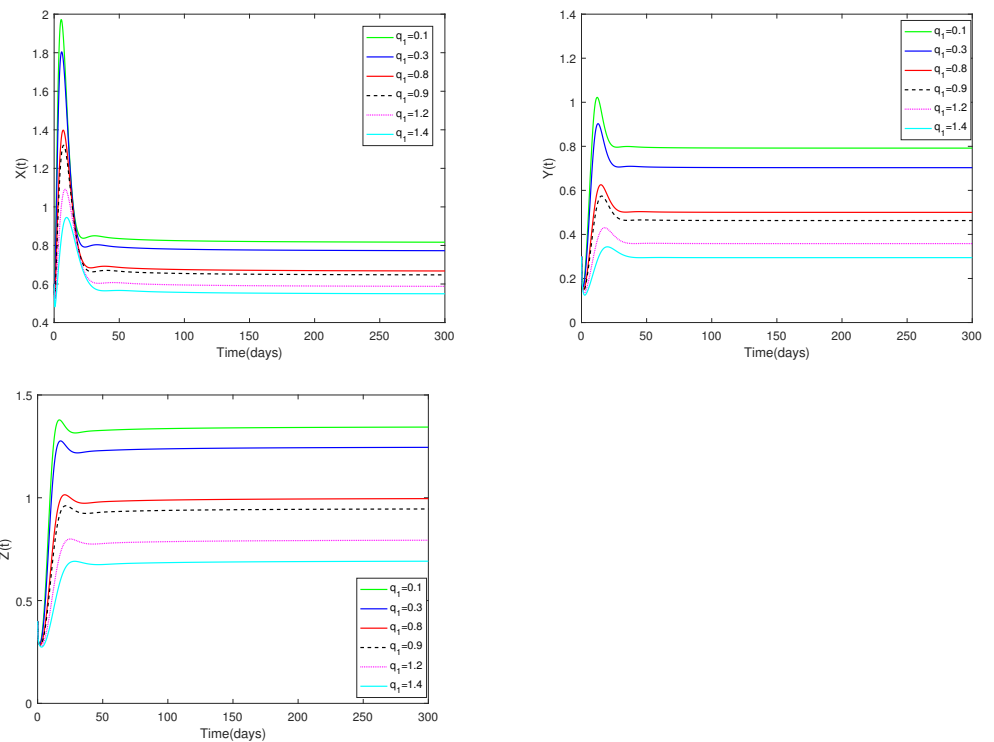 2
1.8
1.6
1.4
1.2
1
0.8
0.6
0.4
X(t)
0 50 100 150 200 250 300
Time(days)
q1=0.1
q1=0.3
q1=0.8
q1=0.9
q1=1.2
q1=1.4
1.4
1.2
1
0.8
0.6
0.4
0.2
0
Y(t)
0 50 100 150 200 250 300
Time(days)
q1=0.1
q1=0.3
q1=0.8
q1=0.9
q1=1.2
q1=1.4
1.5
1
0.5
0
Z(t)
0 50 100 150 200 250 300
Time(days)
q1=0.1
q1=0.3
q1=0.8
q1=0.9
q1=1.2
q1=1.4